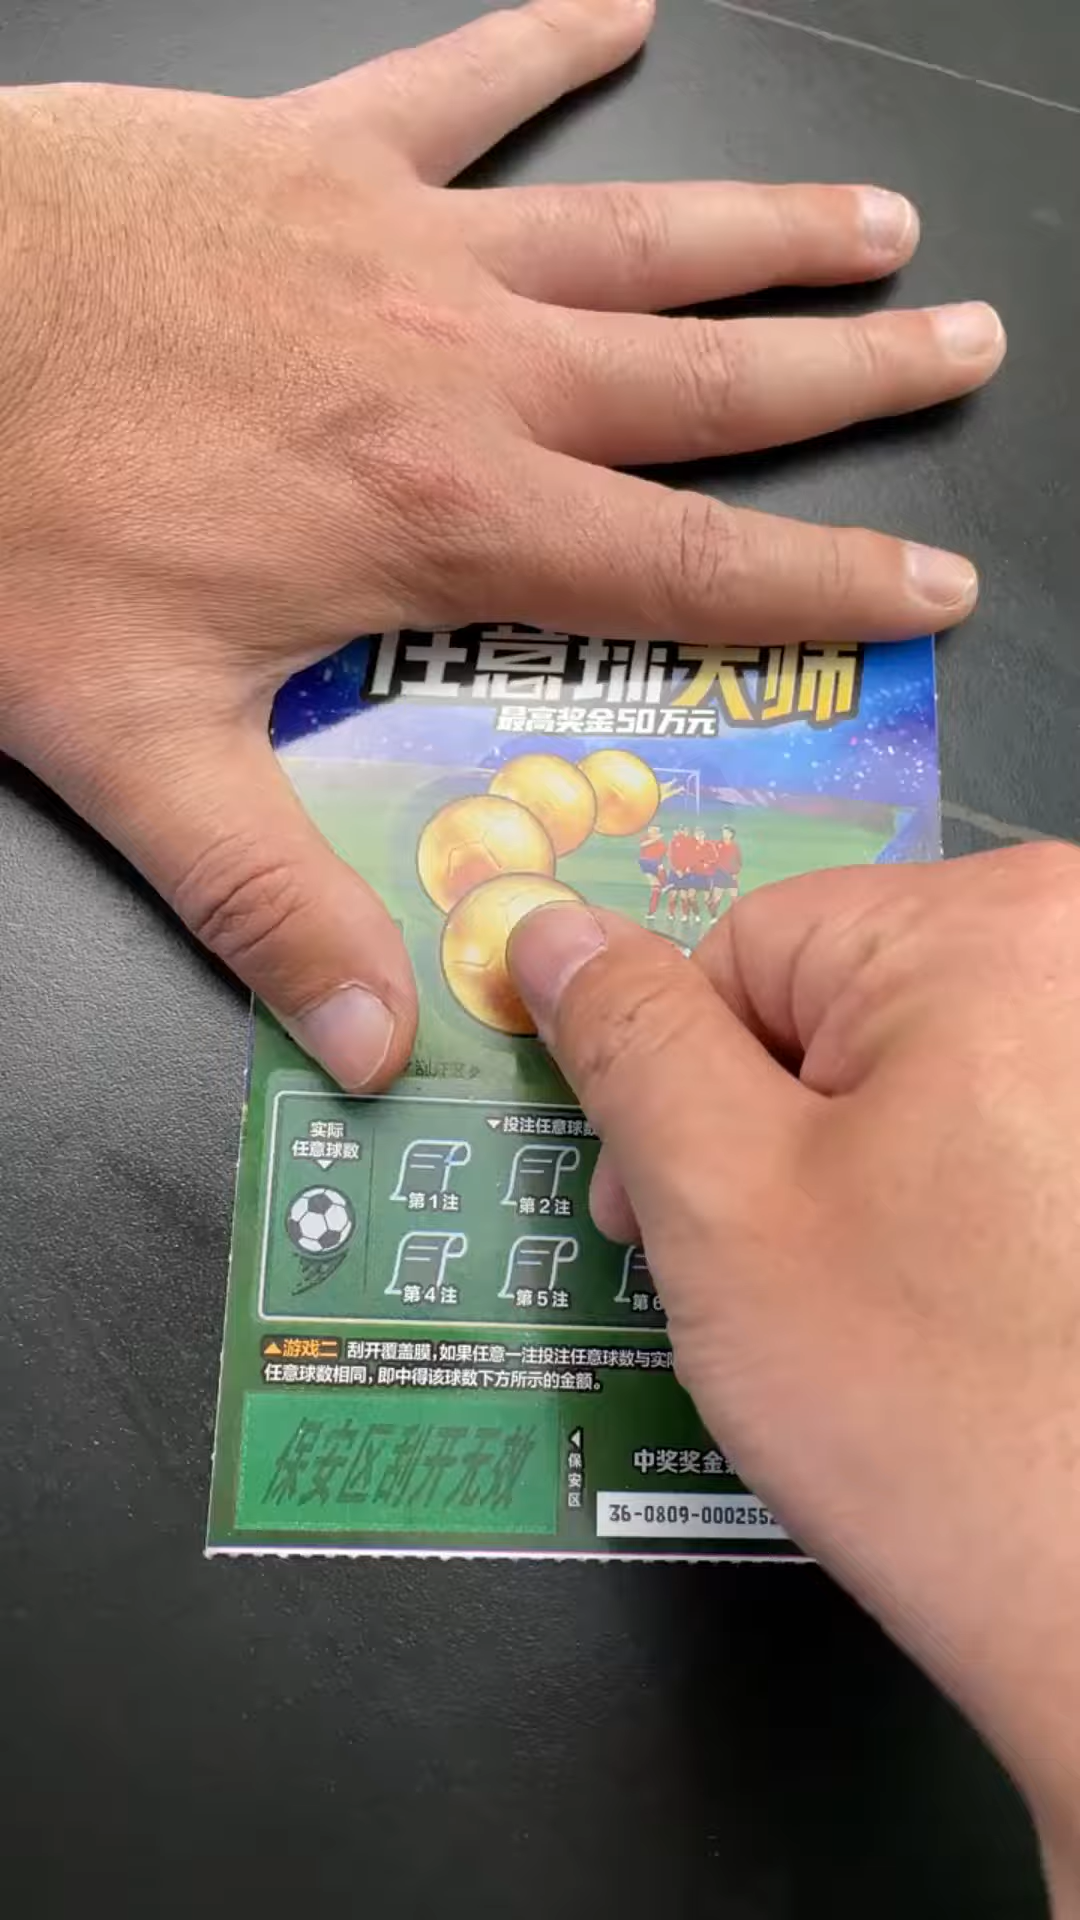 任意球大师
最高奖金50万元
实际
任意球数
▼投注任意球数
第1注
第2注
第4注
第5注
第6
▲游戏二 刮开覆盖膜,如果任意一注投注任意球数与实际
任意球数相同,即中得该球数下方所示的金额。
保安区刮开无效
◀保安区
中奖奖金
36-0809-000255